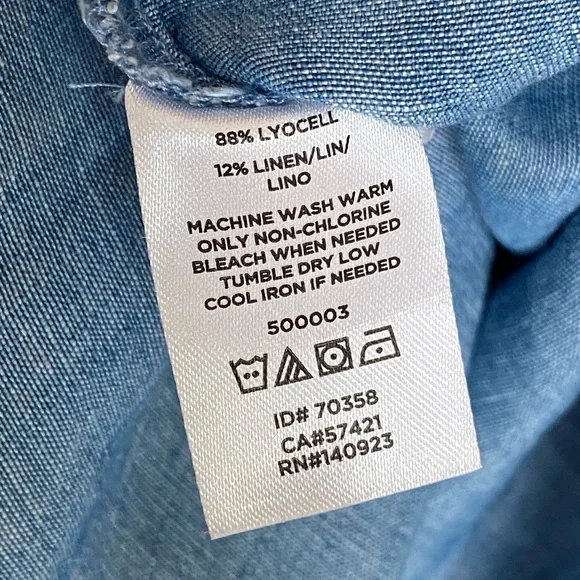 88% LYOCELL
12% LINEN/LIN/
LINO
MACHINE WASH WARM
ONLY NON-CHLORINE
BLEACH WHEN NEEDED
TUMBLE DRY LOW
COOL IRON IF NEEDED
500003
ID# 70358
CA#57421
RN#140923